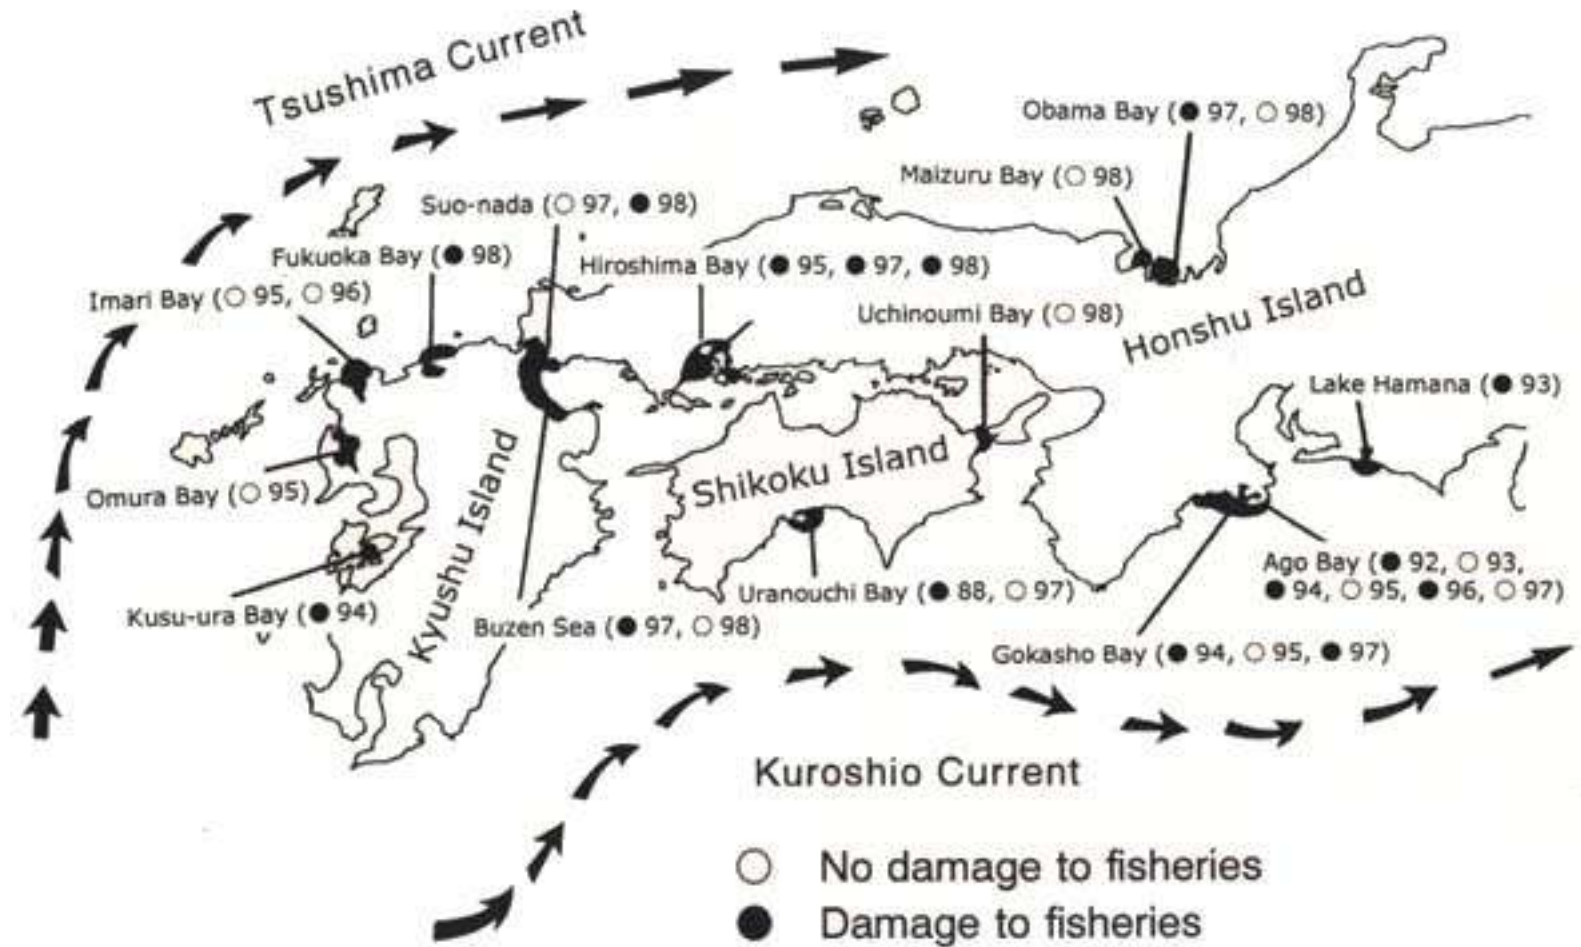 Tsushima Current
Obama Bay (● 97, ○ 98)
Maizuru Bay (○ 98)
Suo-nada (○ 97, ● 98)
Fukuoka Bay (● 98)
Hiroshima Bay (● 95, ● 97, ● 98)
Imari Bay (○ 95, ○ 96)
Uchinoumi Bay (○ 98)
Honshu Island
Lake Hamana (● 93)
Shikoku Island
Omura Bay (○ 95)
Kyushu Island
Ago Bay (● 92, ○ 93,
● 94, ○ 95, ● 96, ○ 97)
Uranouchi Bay (● 88, ○ 97)
Kusu-ura Bay (● 94)
Buzen Sea (● 97, ○ 98)
Gokasho Bay (● 94, ○ 95, ● 97)
Kuroshio Current
○ No damage to fisheries
● Damage to fisheries